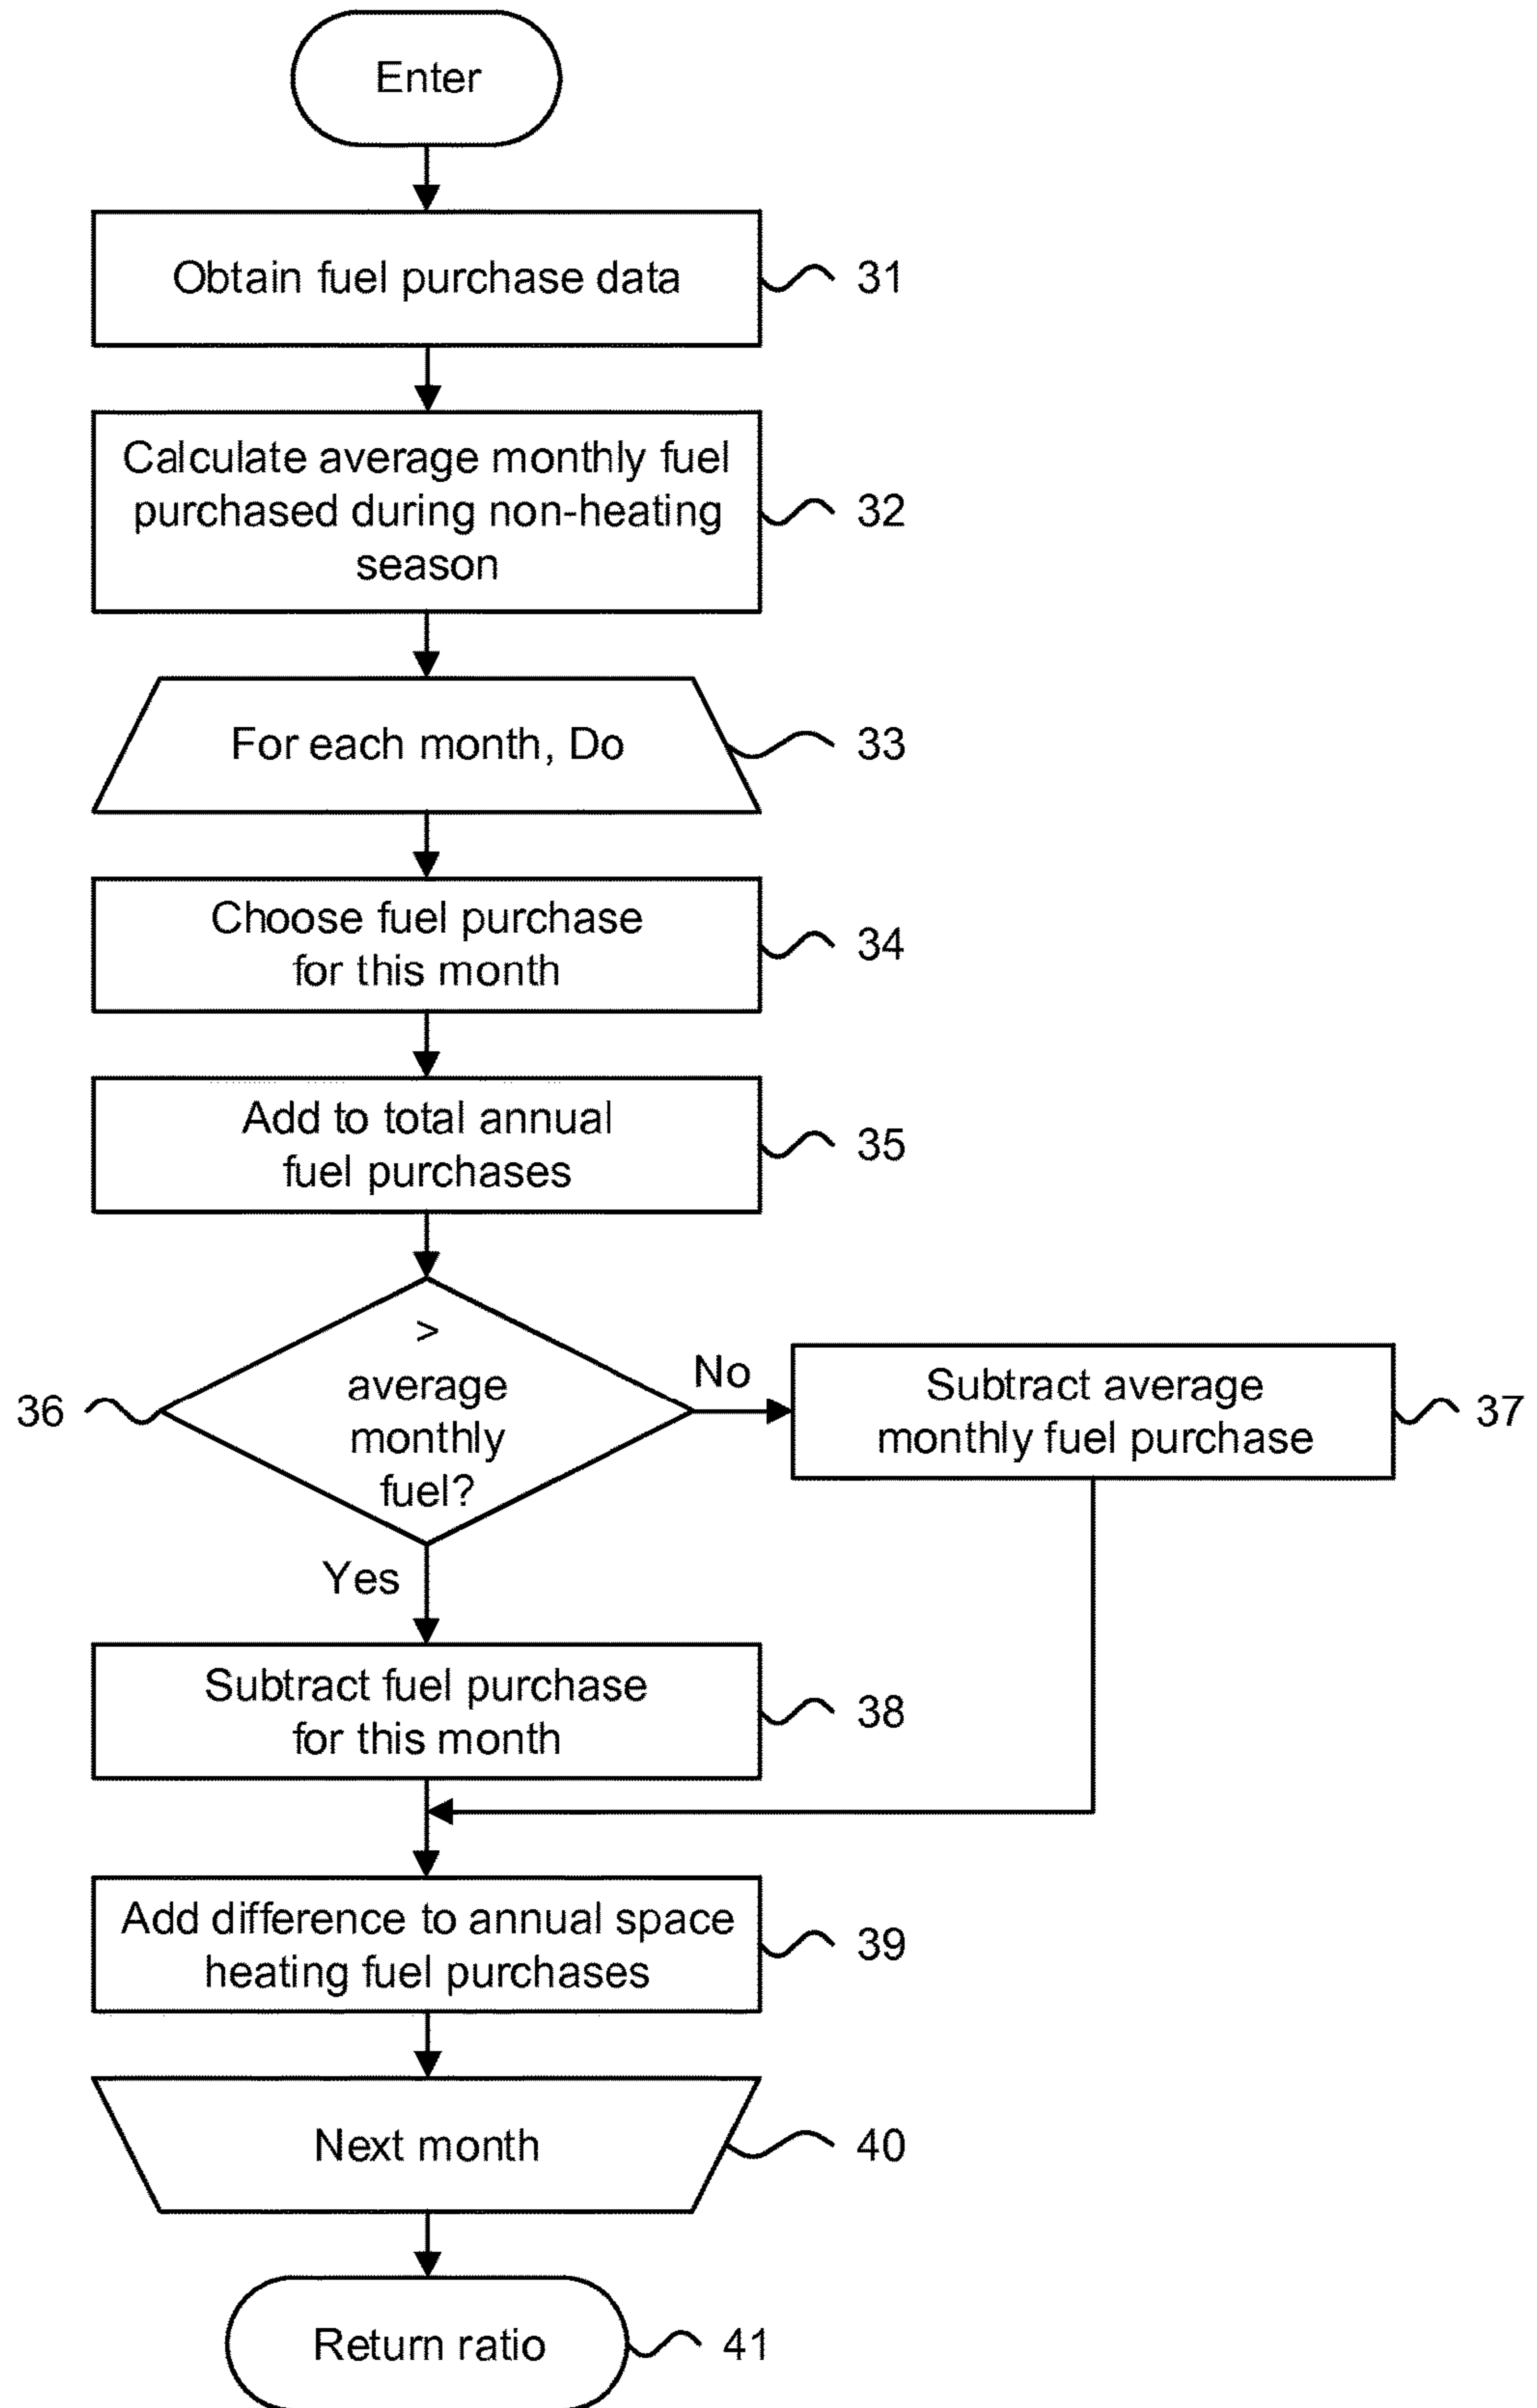 Enter
Obtain fuel purchase data
31
Calculate average monthly fuel
purchased during non-heating
season
32
For each month, Do
33
Choose fuel purchase
for this month
34
Add to total annual
fuel purchases
35
>
average
monthly
fuel?
36
No
Subtract average
monthly fuel purchase
37
Yes
Subtract fuel purchase
for this month
38
Add difference to annual space
heating fuel purchases
39
Next month
40
Return ratio
41